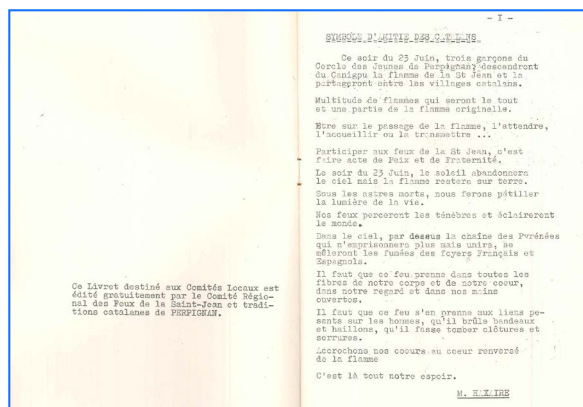 Ce Livret destiné aux Comités Locaux est
édité gratuitement par le Comité Régio-
nal des Feux de la Saint-Jean et tradi-
tions catalanes de PERPIGNAN.
- I -
SYMBOLE D'AMITIE DES CATALANS
Ce soir du 23 Juin, trois garçons du
Cercle des Jeunes de Perpignan, descendront
du Canigou la flamme de la St Jean et la
partageront entre les villages catalans.
Multitude de flammes qui seront le tout
et une partie de la flamme originelle.
Etre sur le passage de la flamme, l'attendre,
l'accueillir ou la transmettre ...
Participer aux feux de la St Jean, c'est
faire acte de Paix et de Fraternité.
Le soir du 23 Juin, le soleil abandonnera
le ciel mais la flamme restera sur terre.
Sous les astres morts, nous ferons pétiller
la lumière de la vie.
Nos feux perceront les ténèbres et éclaireront
le monde.
Dans le ciel, par dessus la chaîne des Pyrénées
qui n'emprisonnera plus mais unira, se
mêleront les fumées des foyers Français et
Espagnols.
Il faut que ce feu prenne dans toutes les
fibres de notre corps et de notre coeur,
dans notre regard et dans nos mains
ouvertes.
Il faut que ce feu s'en prenne aux liens pe-
sants sur les hommes, qu'il brûle bandeaux
et haillons, qu'il fasse tomber clôtures et
serrures.
Accrochons nos coeurs au coeur renversé
de la flamme
C'est là tout notre espoir.
M. HAXAIRE